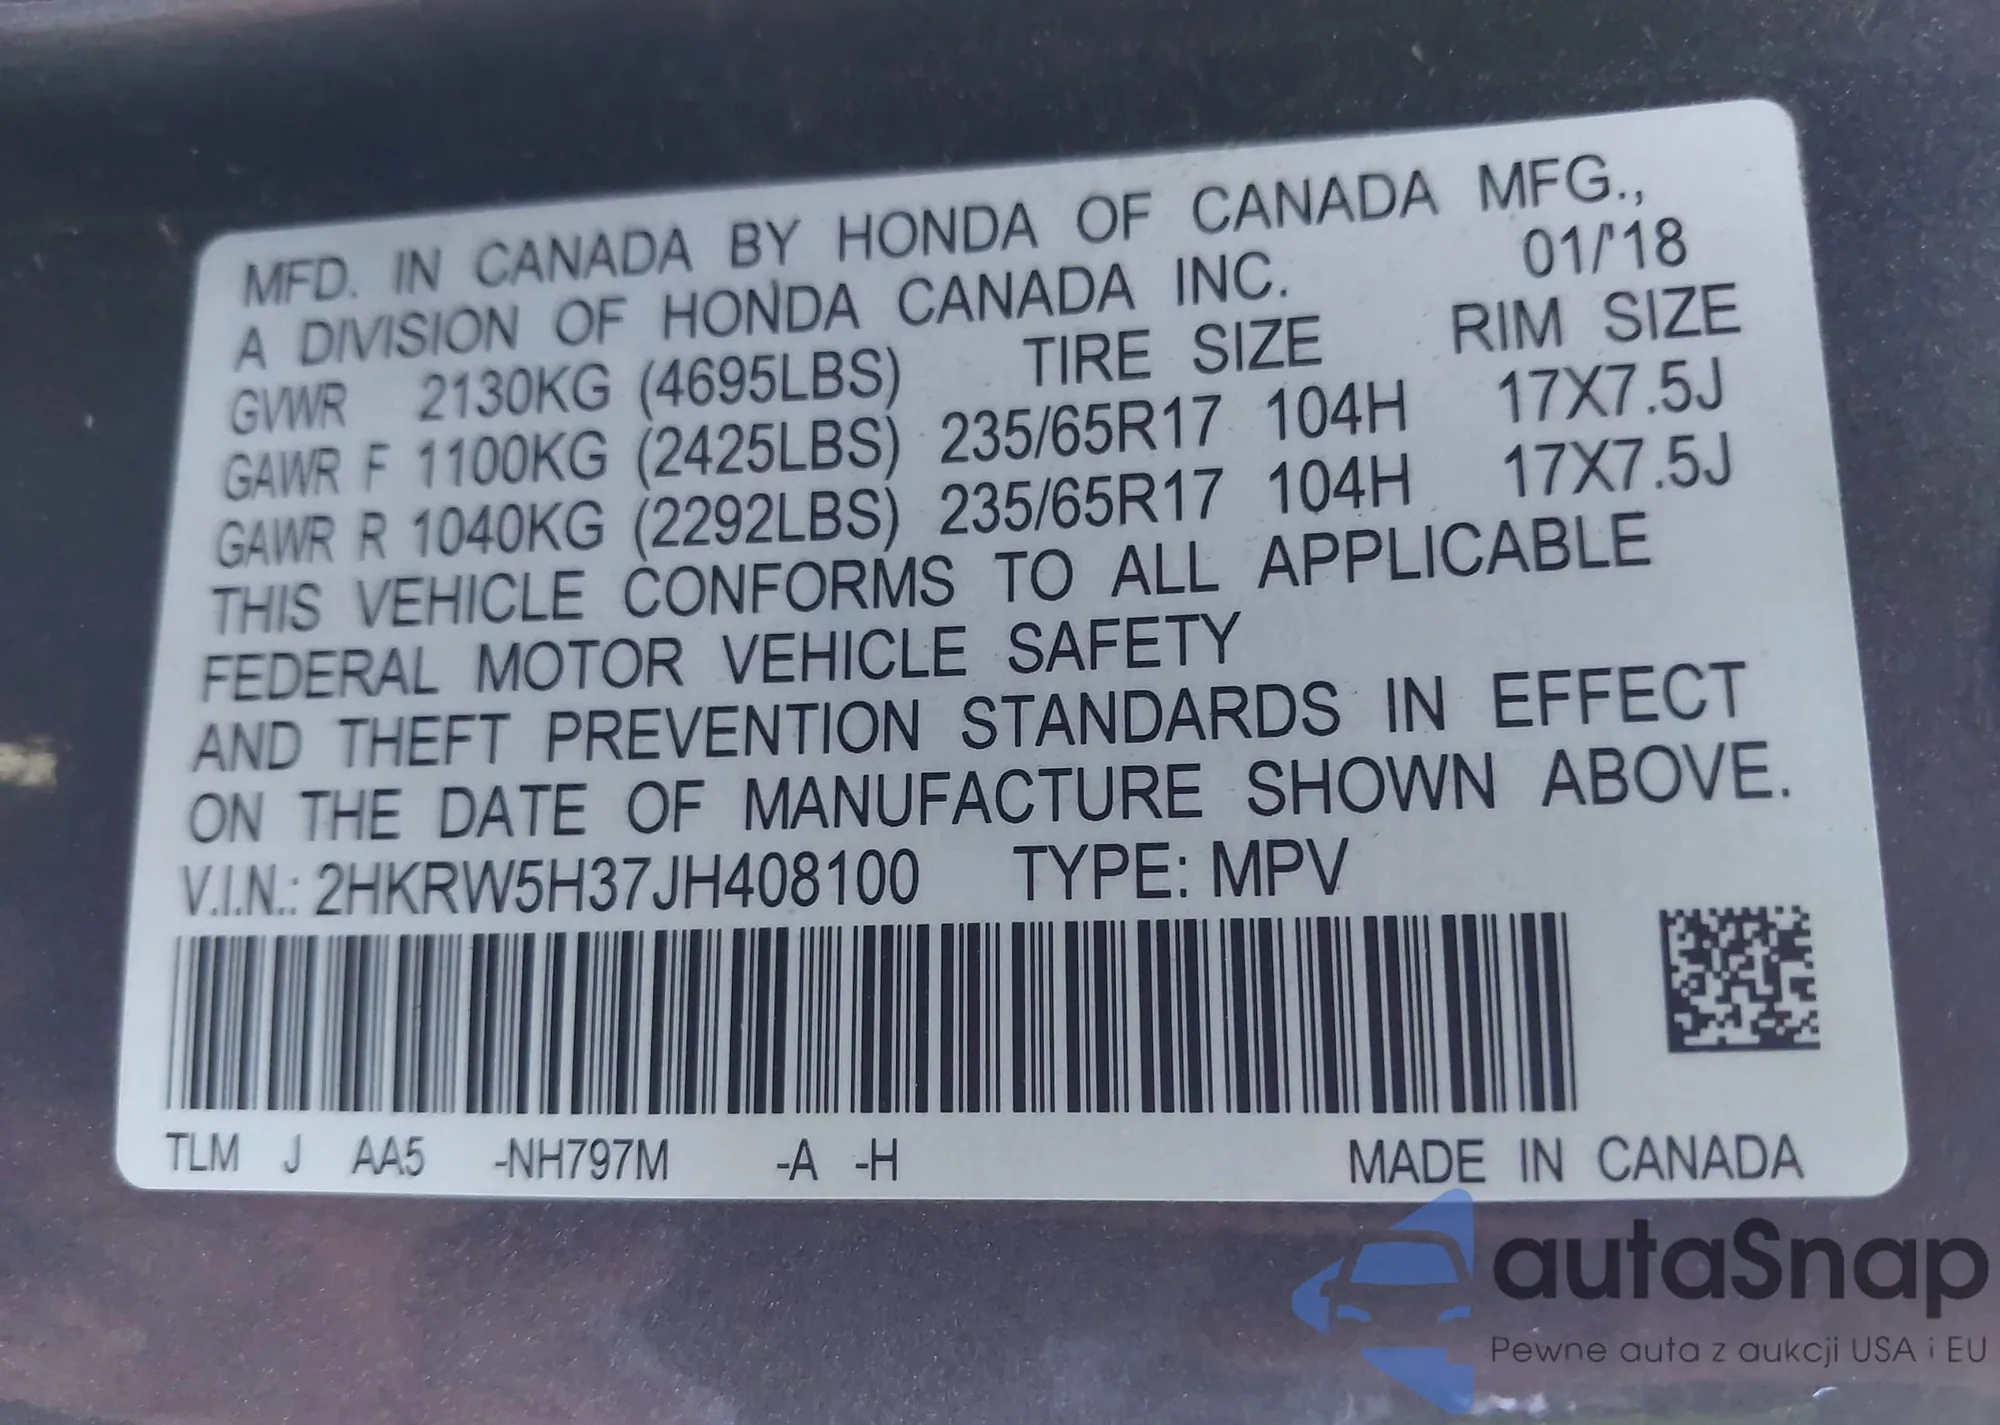 MFD. IN CANADA BY HONDA OF CANADA MFG.,
A DIVISION OF HONDA CANADA INC. 01/'18
GVWR 2130KG (4695LBS) TIRE SIZE RIM SIZE
GAWR F 1100KG (2425LBS) 235/65R17 104H 17X7.5J
GAWR R 1040KG (2292LBS) 235/65R17 104H 17X7.5J
THIS VEHICLE CONFORMS TO ALL APPLICABLE
FEDERAL MOTOR VEHICLE SAFETY
AND THEFT PREVENTION STANDARDS IN EFFECT
ON THE DATE OF MANUFACTURE SHOWN ABOVE.
V.I.N.: 2HKRW5H37JH408100 TYPE: MPV
TLM J AA5 -NH797M -A -H MADE IN CANADA
autaSnap
Pewne auta z aukcji USA i EU